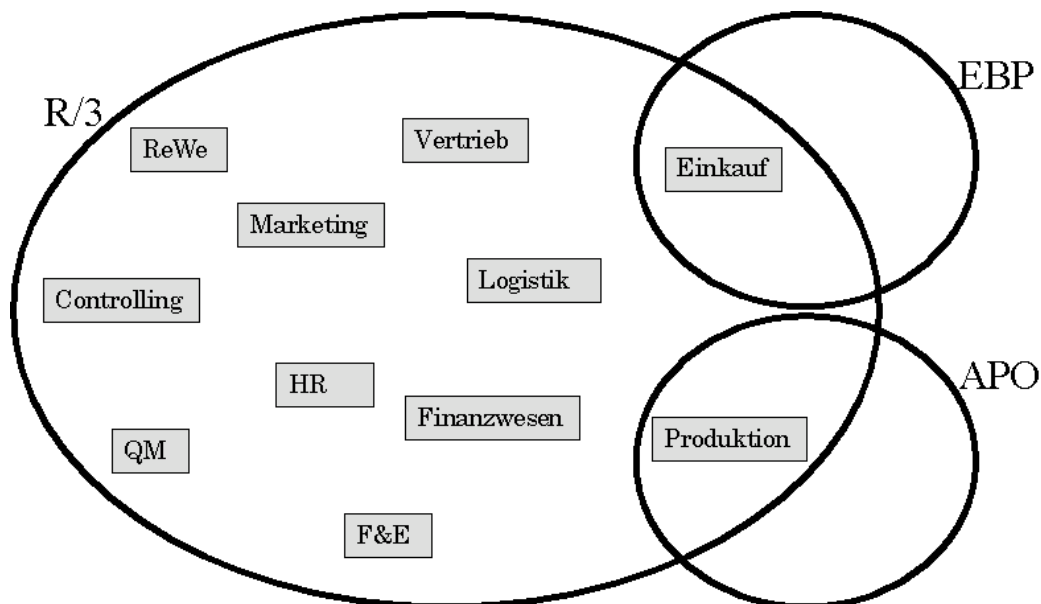 EBP
R/3
ReWe
Vertrieb
Einkauf
Marketing
Logistik
Controlling
HR
APO
Finanzwesen
Produktion
QM
F&E